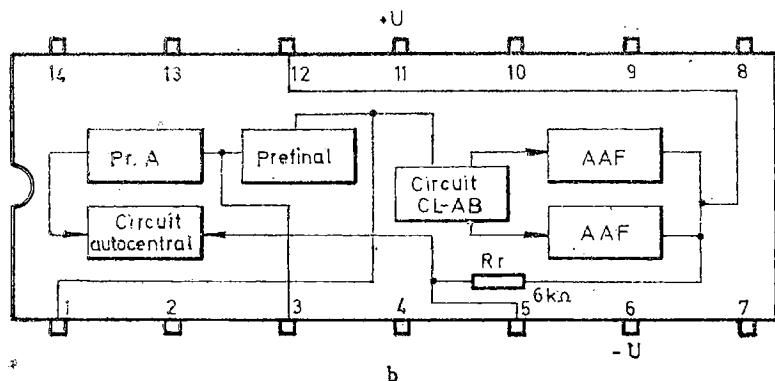 +U
14 13 12 11 10 9 8
Pr. A
Prefinal
AAF
Circuit
CL-AB
Circuit
autocentral
AAF
Rr
6kΩ
1 2 3 4 5 6 7
-U
b